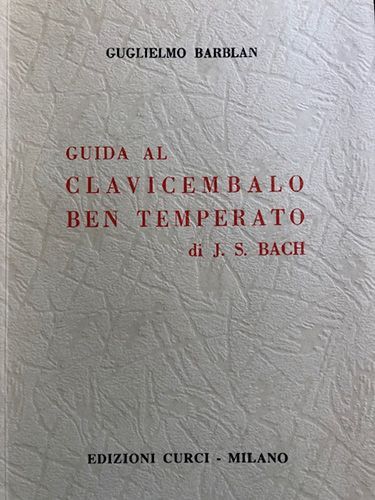 GUGLIELMO BARBLAN
GUIDA AL
CLAVICEMBALO
BEN TEMPERATO
di J. S. BACH
EDIZIONI CURCI - MILANO